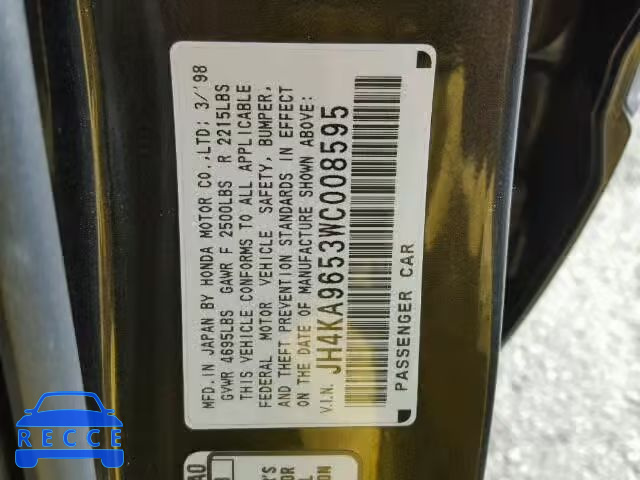 MFD.IN JAPAN BY HONDA MOTOR CO.,LTD; 3/'98
GVWR 4695LBS GAWR F 2500LBS R 2215LBS
THIS VEHICLE CONFORMS TO ALL APPLICABLE
FEDERAL MOTOR VEHICLE SAFETY, BUMPER,
AND THEFT PREVENTION STANDARDS IN EFFECT
ON THE DATE OF MANUFACTURE SHOWN ABOVE:
V.I.N. JH4KA9653WC008595
PASSENGER CAR
RECCE